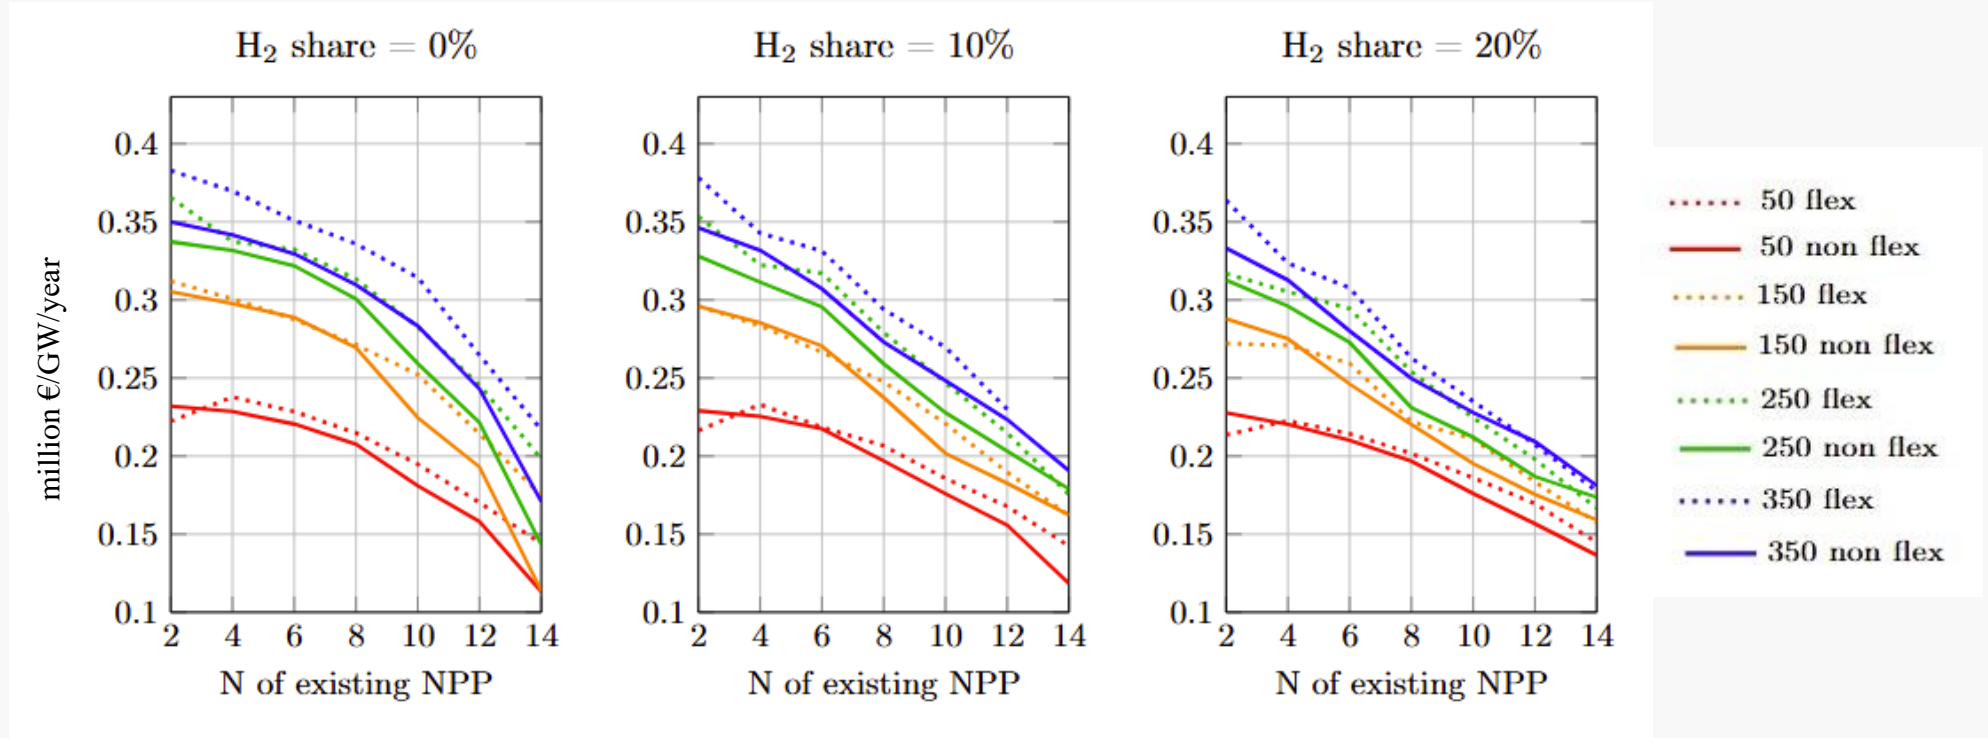 H₂ share = 0%
H₂ share = 10%
H₂ share = 20%
million €/GW/year
0.4
0.35
0.3
0.25
0.2
0.15
0.1
2 4 6 8 10 12 14
N of existing NPP
0.4
0.35
0.3
0.25
0.2
0.15
0.1
2 4 6 8 10 12 14
N of existing NPP
0.4
0.35
0.3
0.25
0.2
0.15
0.1
2 4 6 8 10 12 14
N of existing NPP
50 flex
50 non flex
150 flex
150 non flex
250 flex
250 non flex
350 flex
350 non flex